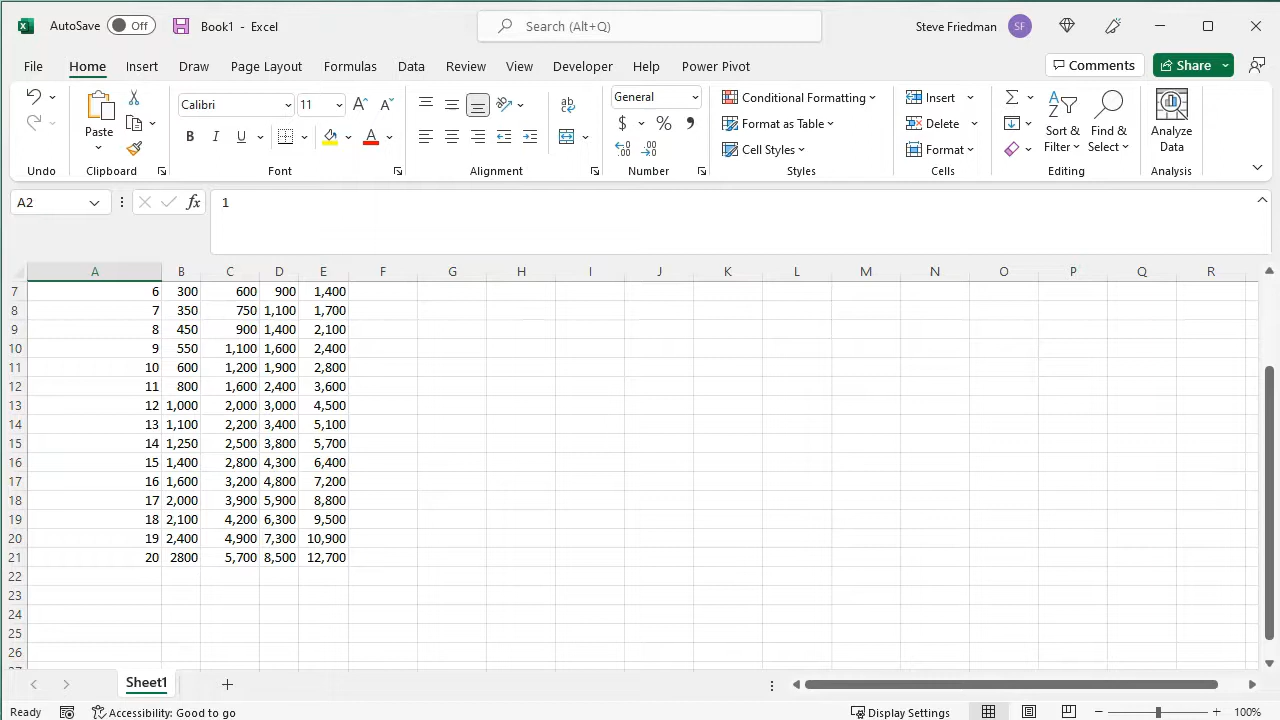 AutoSave Off Book1 - Excel Search (Alt+Q) Steve Friedman SF
File Home Insert Draw Page Layout Formulas Data Review View Developer Help Power Pivot Comments Share
Calibri 11 General Conditional Formatting Insert
Paste Format as Table Delete Sort & Filter Find & Select Analyze Data
B I U A $ % Cell Styles Format
Undo Clipboard Font Alignment Number Styles Cells Editing Analysis
A2 fx 1
A B C D E F G H I J K L M N O P Q R
7 6 300 600 900 1,400
8 7 350 750 1,100 1,700
9 8 450 900 1,400 2,100
10 9 550 1,100 1,600 2,400
11 10 600 1,200 1,900 2,800
12 11 800 1,600 2,400 3,600
13 12 1,000 2,000 3,000 4,500
14 13 1,100 2,200 3,400 5,100
15 14 1,250 2,500 3,800 5,700
16 15 1,400 2,800 4,300 6,400
17 16 1,600 3,200 4,800 7,200
18 17 2,000 3,900 5,900 8,800
19 18 2,100 4,200 6,300 9,500
20 19 2,400 4,900 7,300 10,900
21 20 2800 5,700 8,500 12,700
22
23
24
25
26
Sheet1
Ready Accessibility: Good to go Display Settings 100%